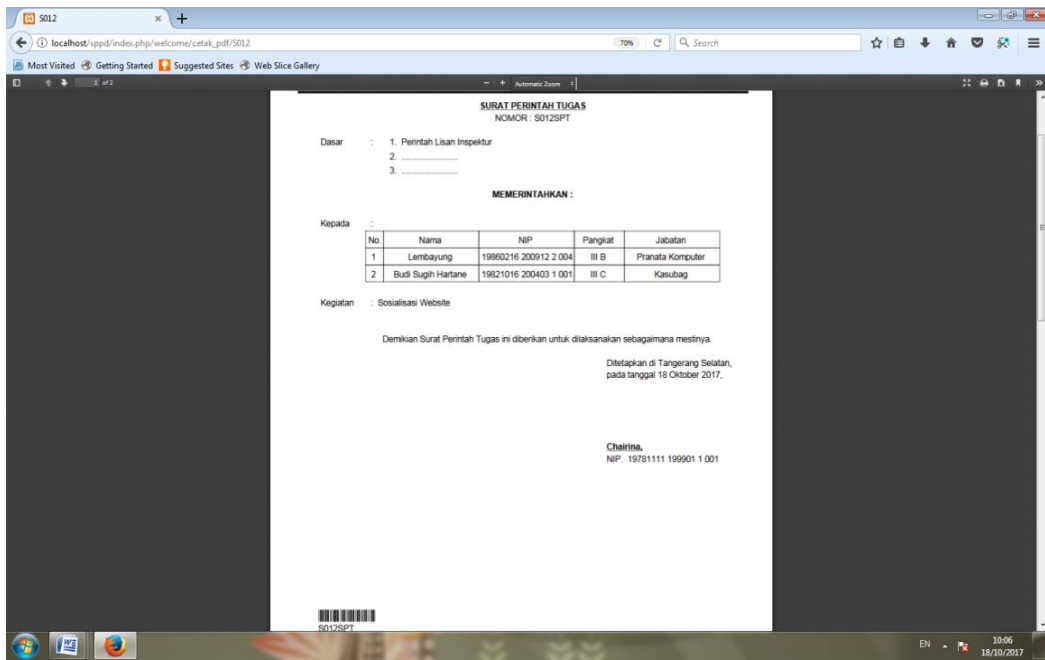 S012
localhost/sppd/index.php/welcome/cetak_pdf/S012
70%
Search
Most Visited
Getting Started
Suggested Sites
Web Slice Gallery
1 of 2
Automatic Zoom
SURAT PERINTAH TUGAS
NOMOR : S012SPT
Dasar : 1. Perintah Lisan Inspektur
2. ........................
3. ........................
MEMERINTAHKAN :
Kepada :
No. Nama NIP Pangkat Jabatan
1 Lembayung 19860216 200912 2 004 III B Pranata Komputer
2 Budi Sugih Hartane 19821016 200403 1 001 III C Kasubag
Kegiatan : Sosialisasi Website
Demikian Surat Perintah Tugas ini diberikan untuk dilaksanakan sebagaimana mestinya.
Ditetapkan di Tangerang Selatan,
pada tanggal 18 Oktober 2017,
Chairina,
NIP. 19781111 199901 1 001
S012SPT
EN
10:06
18/10/2017